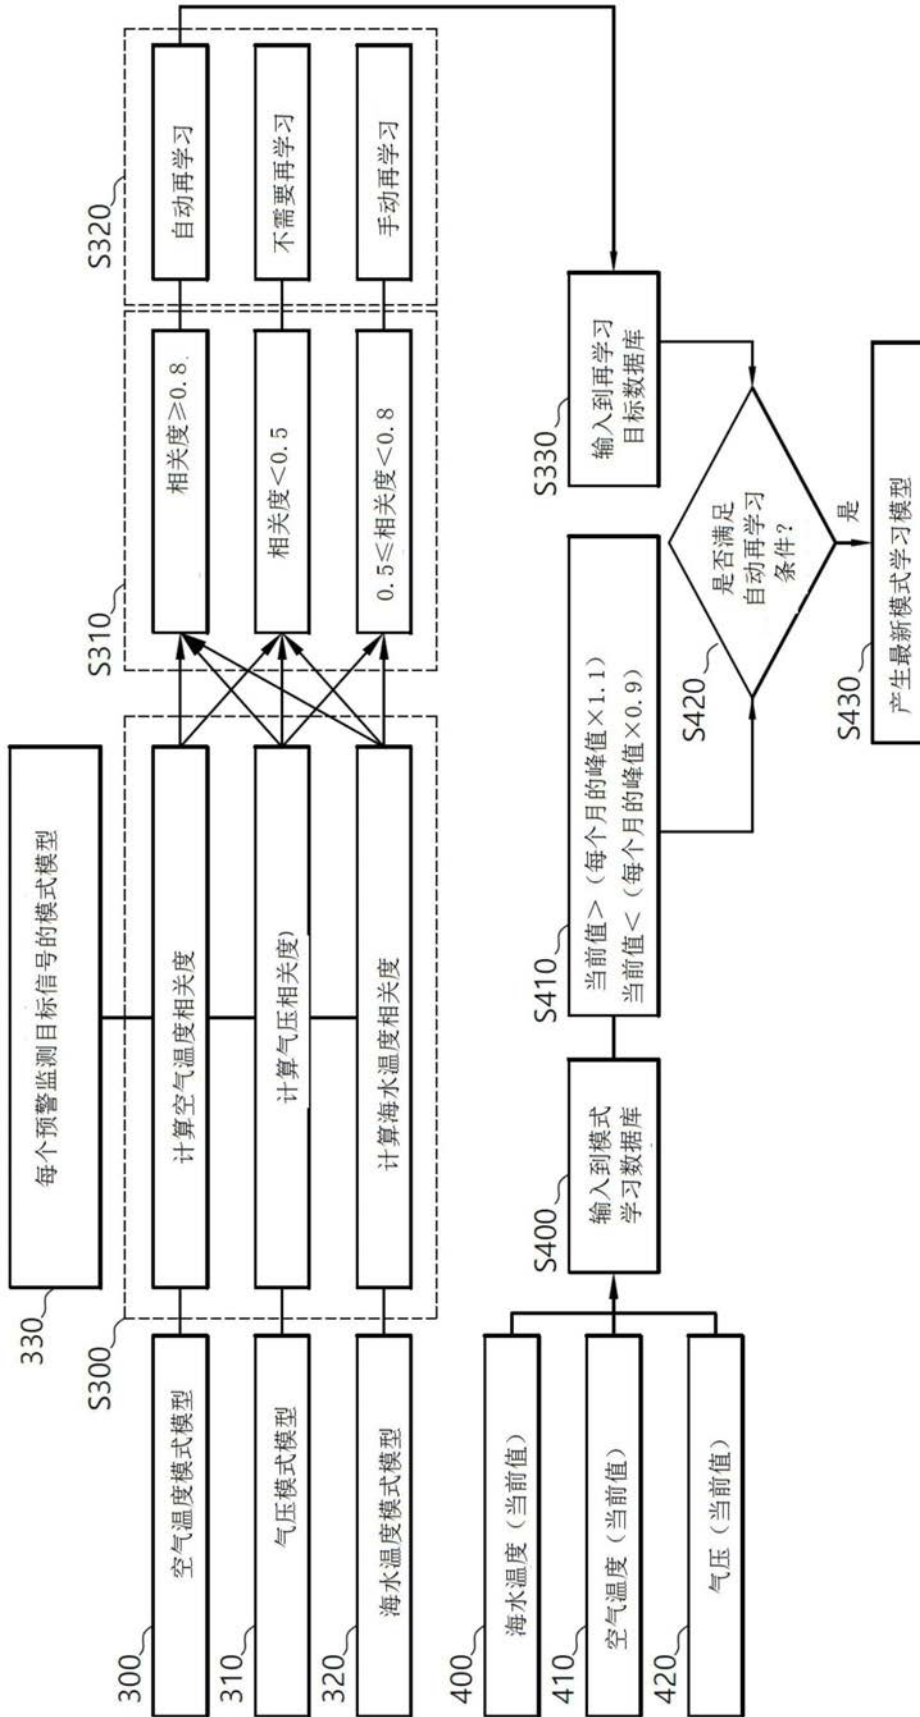 330
每个预警监测目标信号的模式模型
S300
S310
S320
300
空气温度模式模型
计算空气温度相关度
相关度≥0.8
自动再学习
310
气压模式模型
计算气压相关度)
相关度<0.5
不需要再学习
320
海水温度模式模型
计算海水温度相关度
0.5≤相关度<0.8
手动再学习
400
海水温度（当前值）
410
空气温度（当前值）
420
气压（当前值）
S400
输入到模式
学习数据库
S410
当前值>（每个月的峰值×1.1）
当前值<（每个月的峰值×0.9）
S330
输入到再学习
目标数据库
S420
是否满足
自动再学习
条件？
是
S430
产生最新模式学习模型